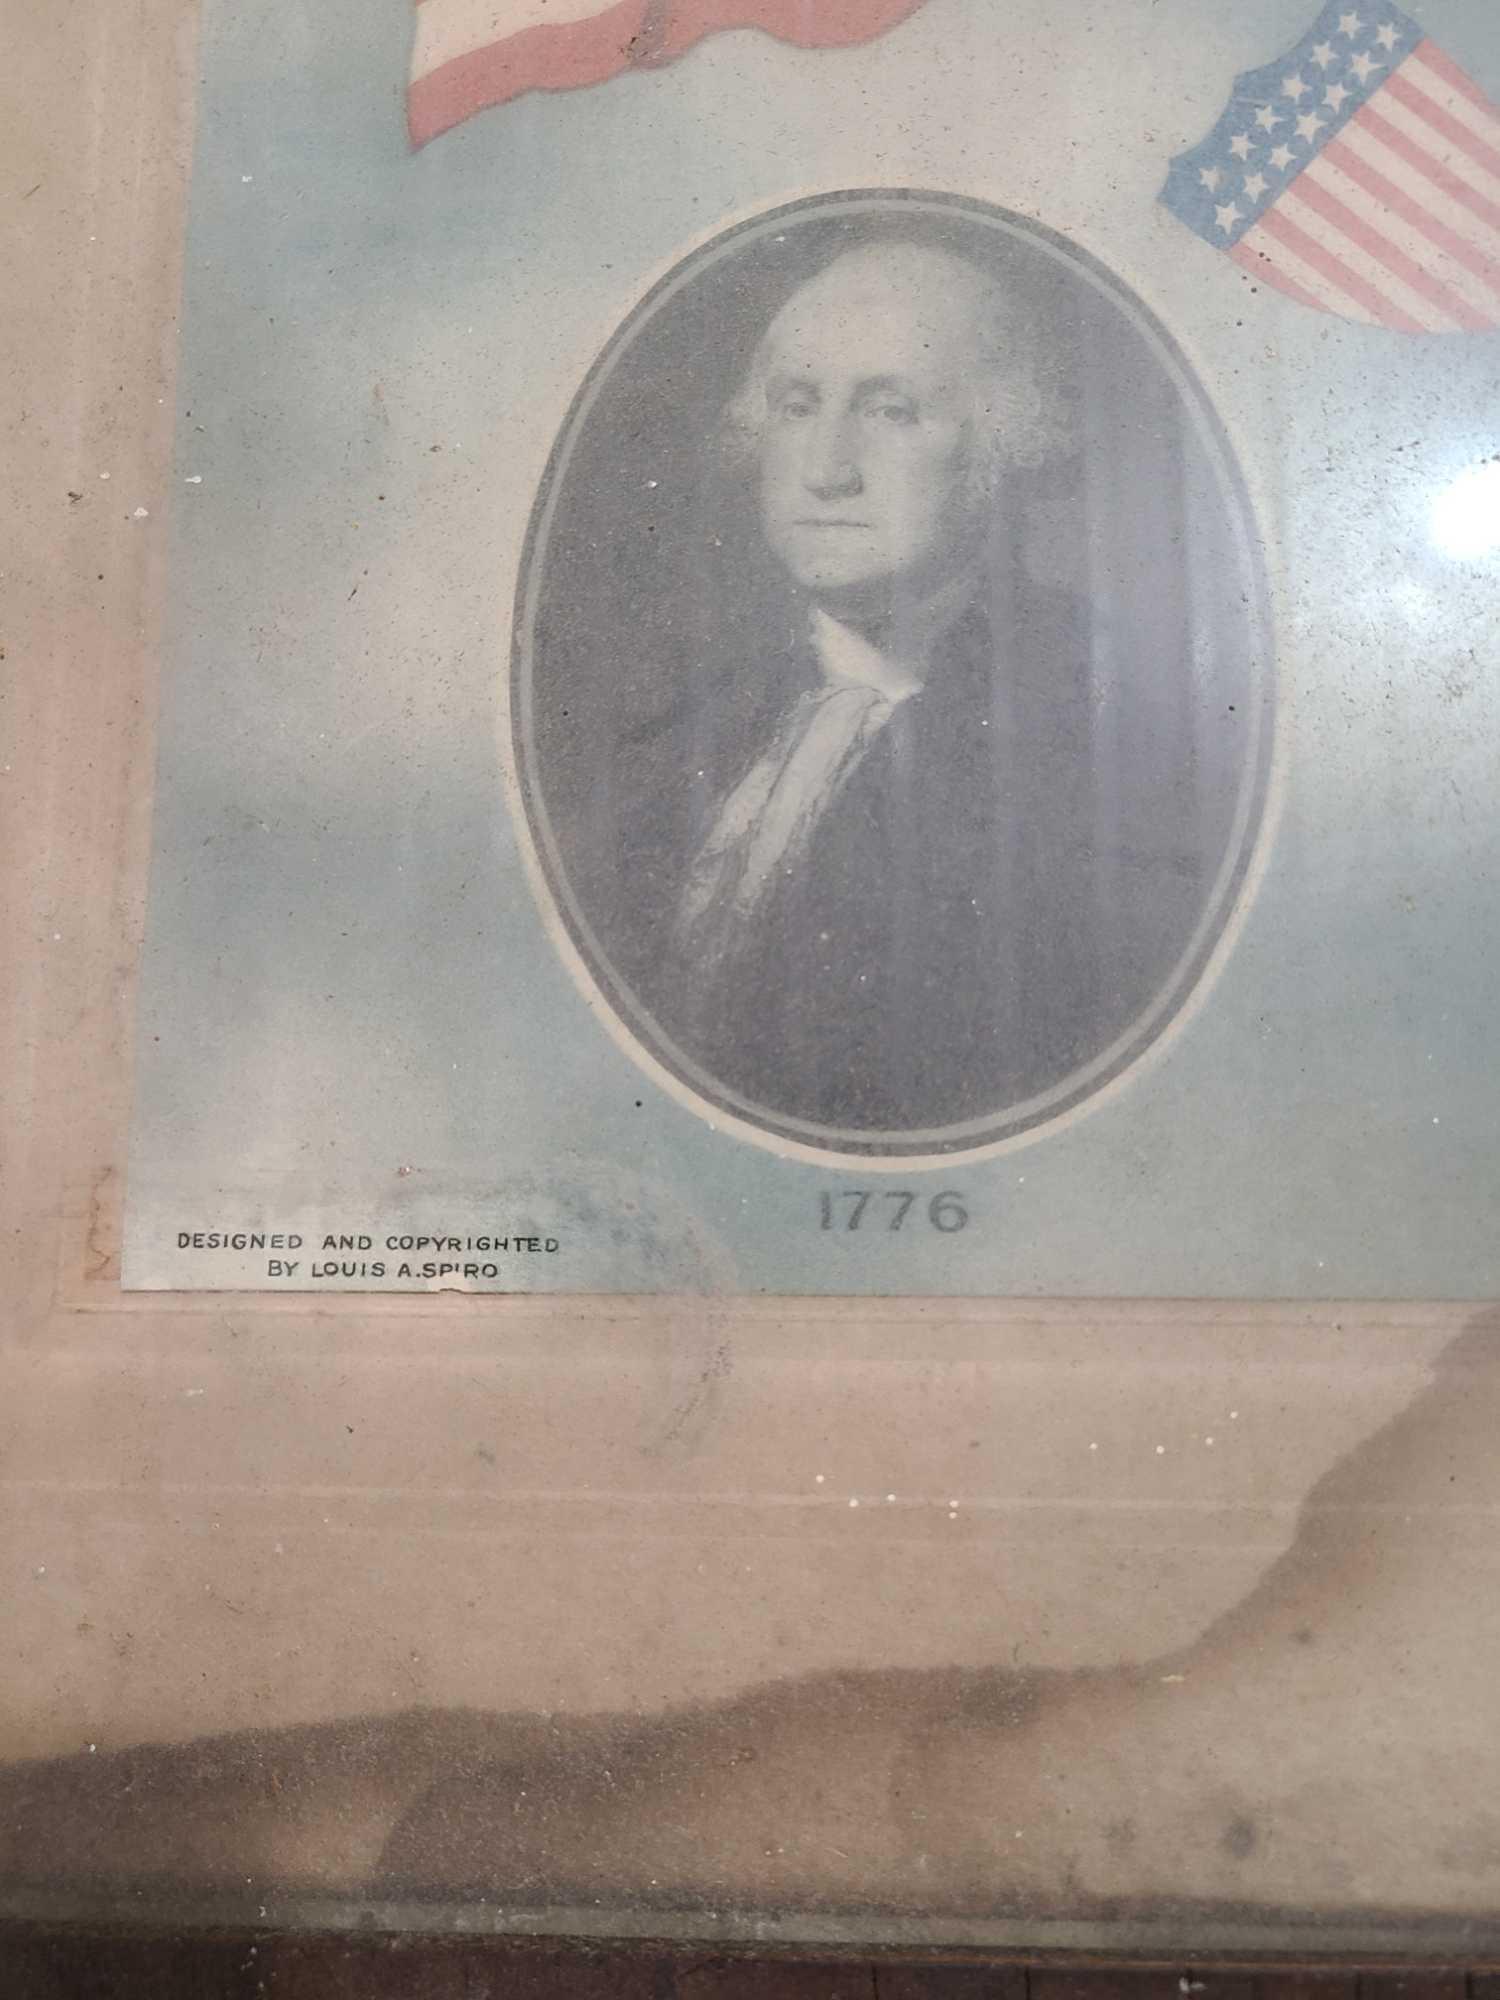 1776
DESIGNED AND COPYRIGHTED
BY LOUIS A.SPIRO